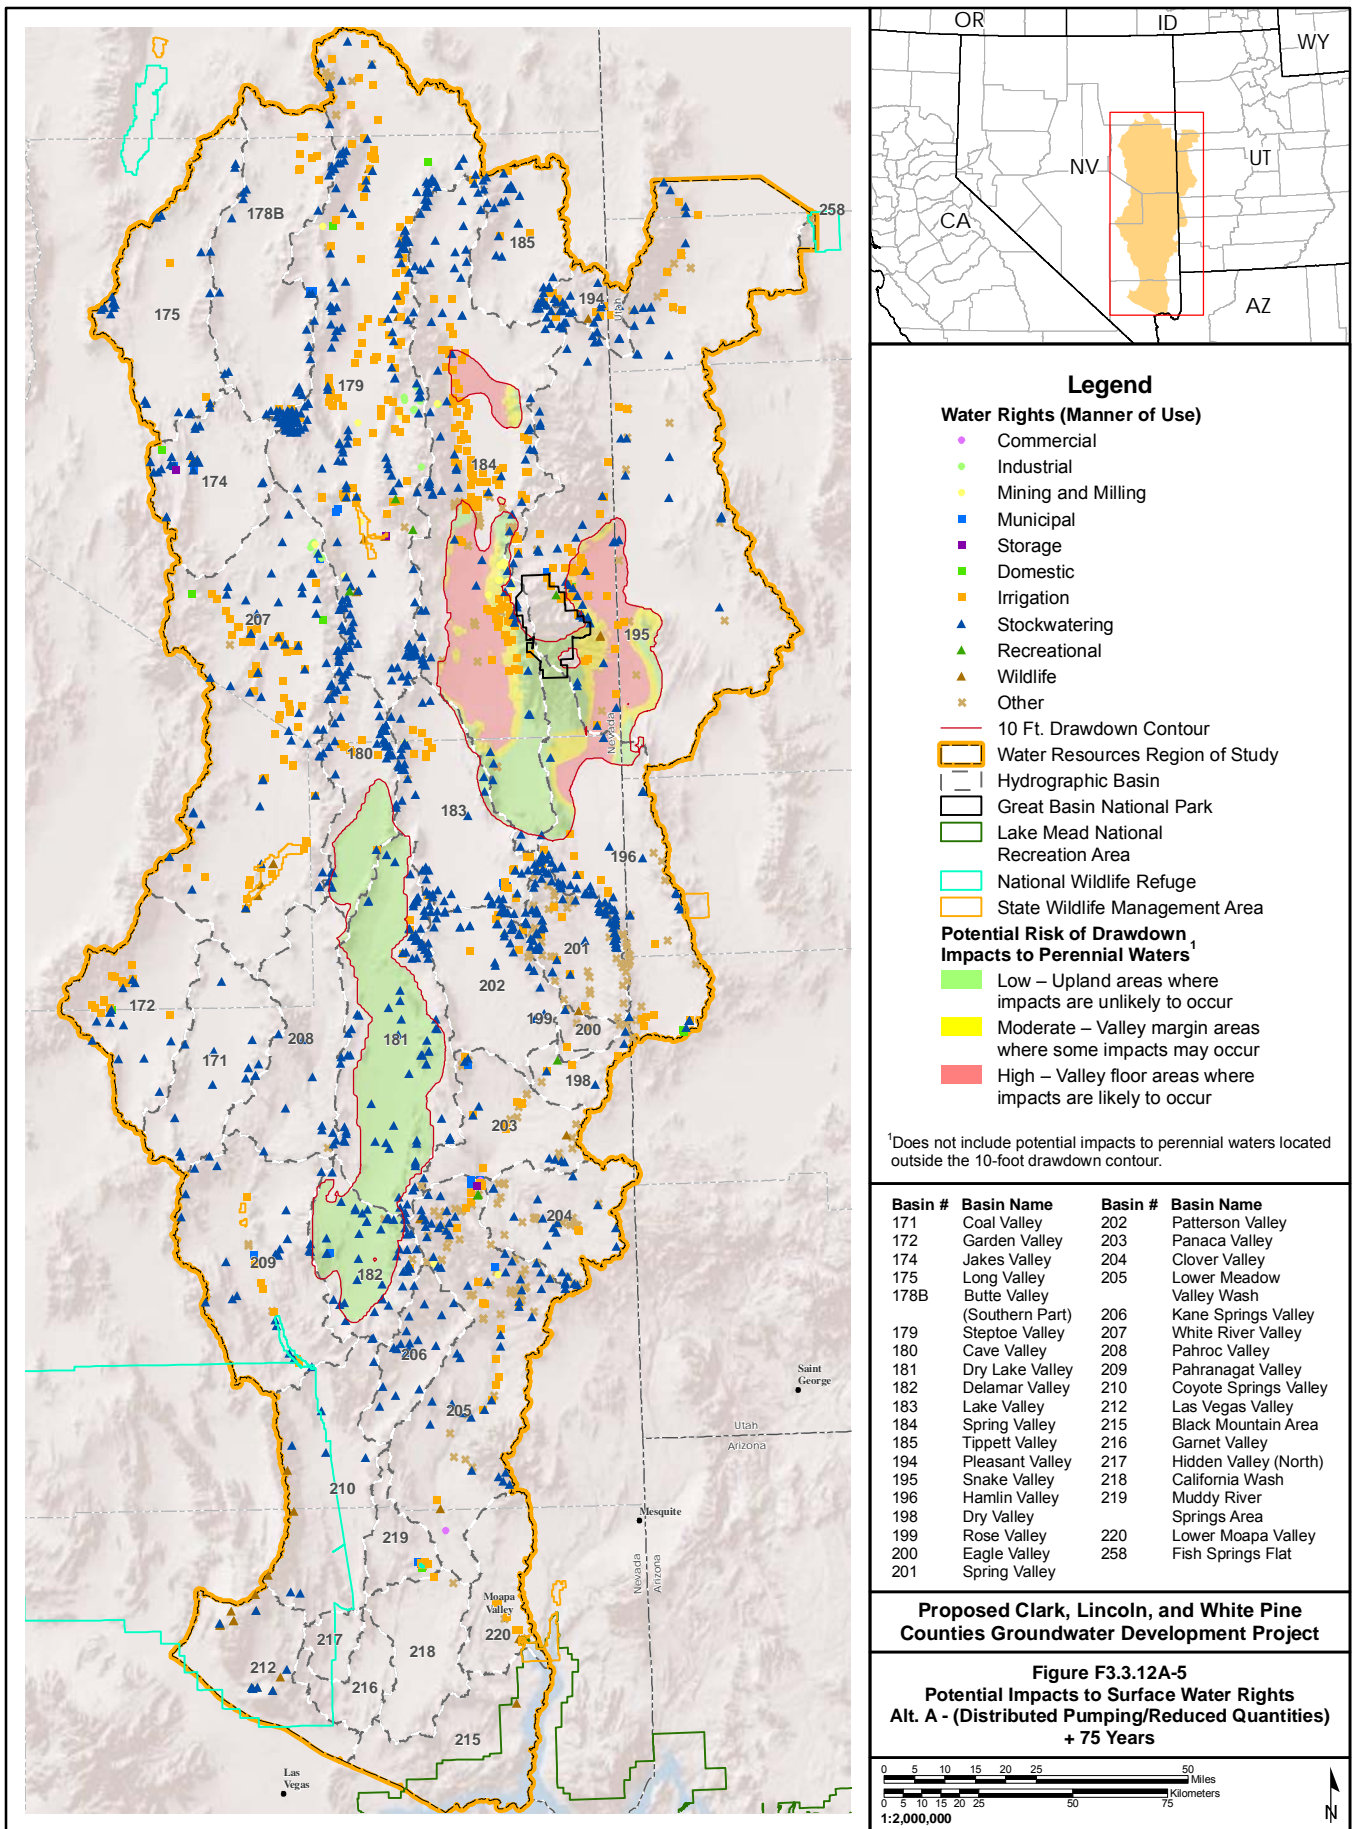 258
178B
185
194
Utah
175
179
184
174
207
195
180
Nevada
183
196
201
202
172
199
200
208
181
171
198
203
204
209
182
206
Saint
George
205
Utah
Arizona
210
Mesquite
219
Nevada
Arizona
Moapa
Valley
220
217
218
212
216
215
Las
Vegas
OR
ID
WY
NV
UT
CA
AZ
Legend
Water Rights (Manner of Use)
Commercial
Industrial
Mining and Milling
Municipal
Storage
Domestic
Irrigation
Stockwatering
Recreational
Wildlife
Other
10 Ft. Drawdown Contour
Water Resources Region of Study
Hydrographic Basin
Great Basin National Park
Lake Mead National
Recreation Area
National Wildlife Refuge
State Wildlife Management Area
Potential Risk of Drawdown
Impacts to Perennial Waters1
Low – Upland areas where
impacts are unlikely to occur
Moderate – Valley margin areas
where some impacts may occur
High – Valley floor areas where
impacts are likely to occur
1Does not include potential impacts to perennial waters located
outside the 10-foot drawdown contour.
Basin # Basin Name Basin # Basin Name
171 Coal Valley 202 Patterson Valley
172 Garden Valley 203 Panaca Valley
174 Jakes Valley 204 Clover Valley
175 Long Valley 205 Lower Meadow
178B Butte Valley Valley Wash
(Southern Part) 206 Kane Springs Valley
179 Steptoe Valley 207 White River Valley
180 Cave Valley 208 Pahroc Valley
181 Dry Lake Valley 209 Pahranagat Valley
182 Delamar Valley 210 Coyote Springs Valley
183 Lake Valley 212 Las Vegas Valley
184 Spring Valley 215 Black Mountain Area
185 Tippett Valley 216 Garnet Valley
194 Pleasant Valley 217 Hidden Valley (North)
195 Snake Valley 218 California Wash
196 Hamlin Valley 219 Muddy River
198 Dry Valley Springs Area
199 Rose Valley 220 Lower Moapa Valley
200 Eagle Valley 258 Fish Springs Flat
201 Spring Valley
Proposed Clark, Lincoln, and White Pine
Counties Groundwater Development Project
Figure F3.3.12A-5
Potential Impacts to Surface Water Rights
Alt. A - (Distributed Pumping/Reduced Quantities)
+ 75 Years
0 5 10 15 20 25 50
Miles
Kilometers
0 5 10 15 20 25 50 75
1:2,000,000
N